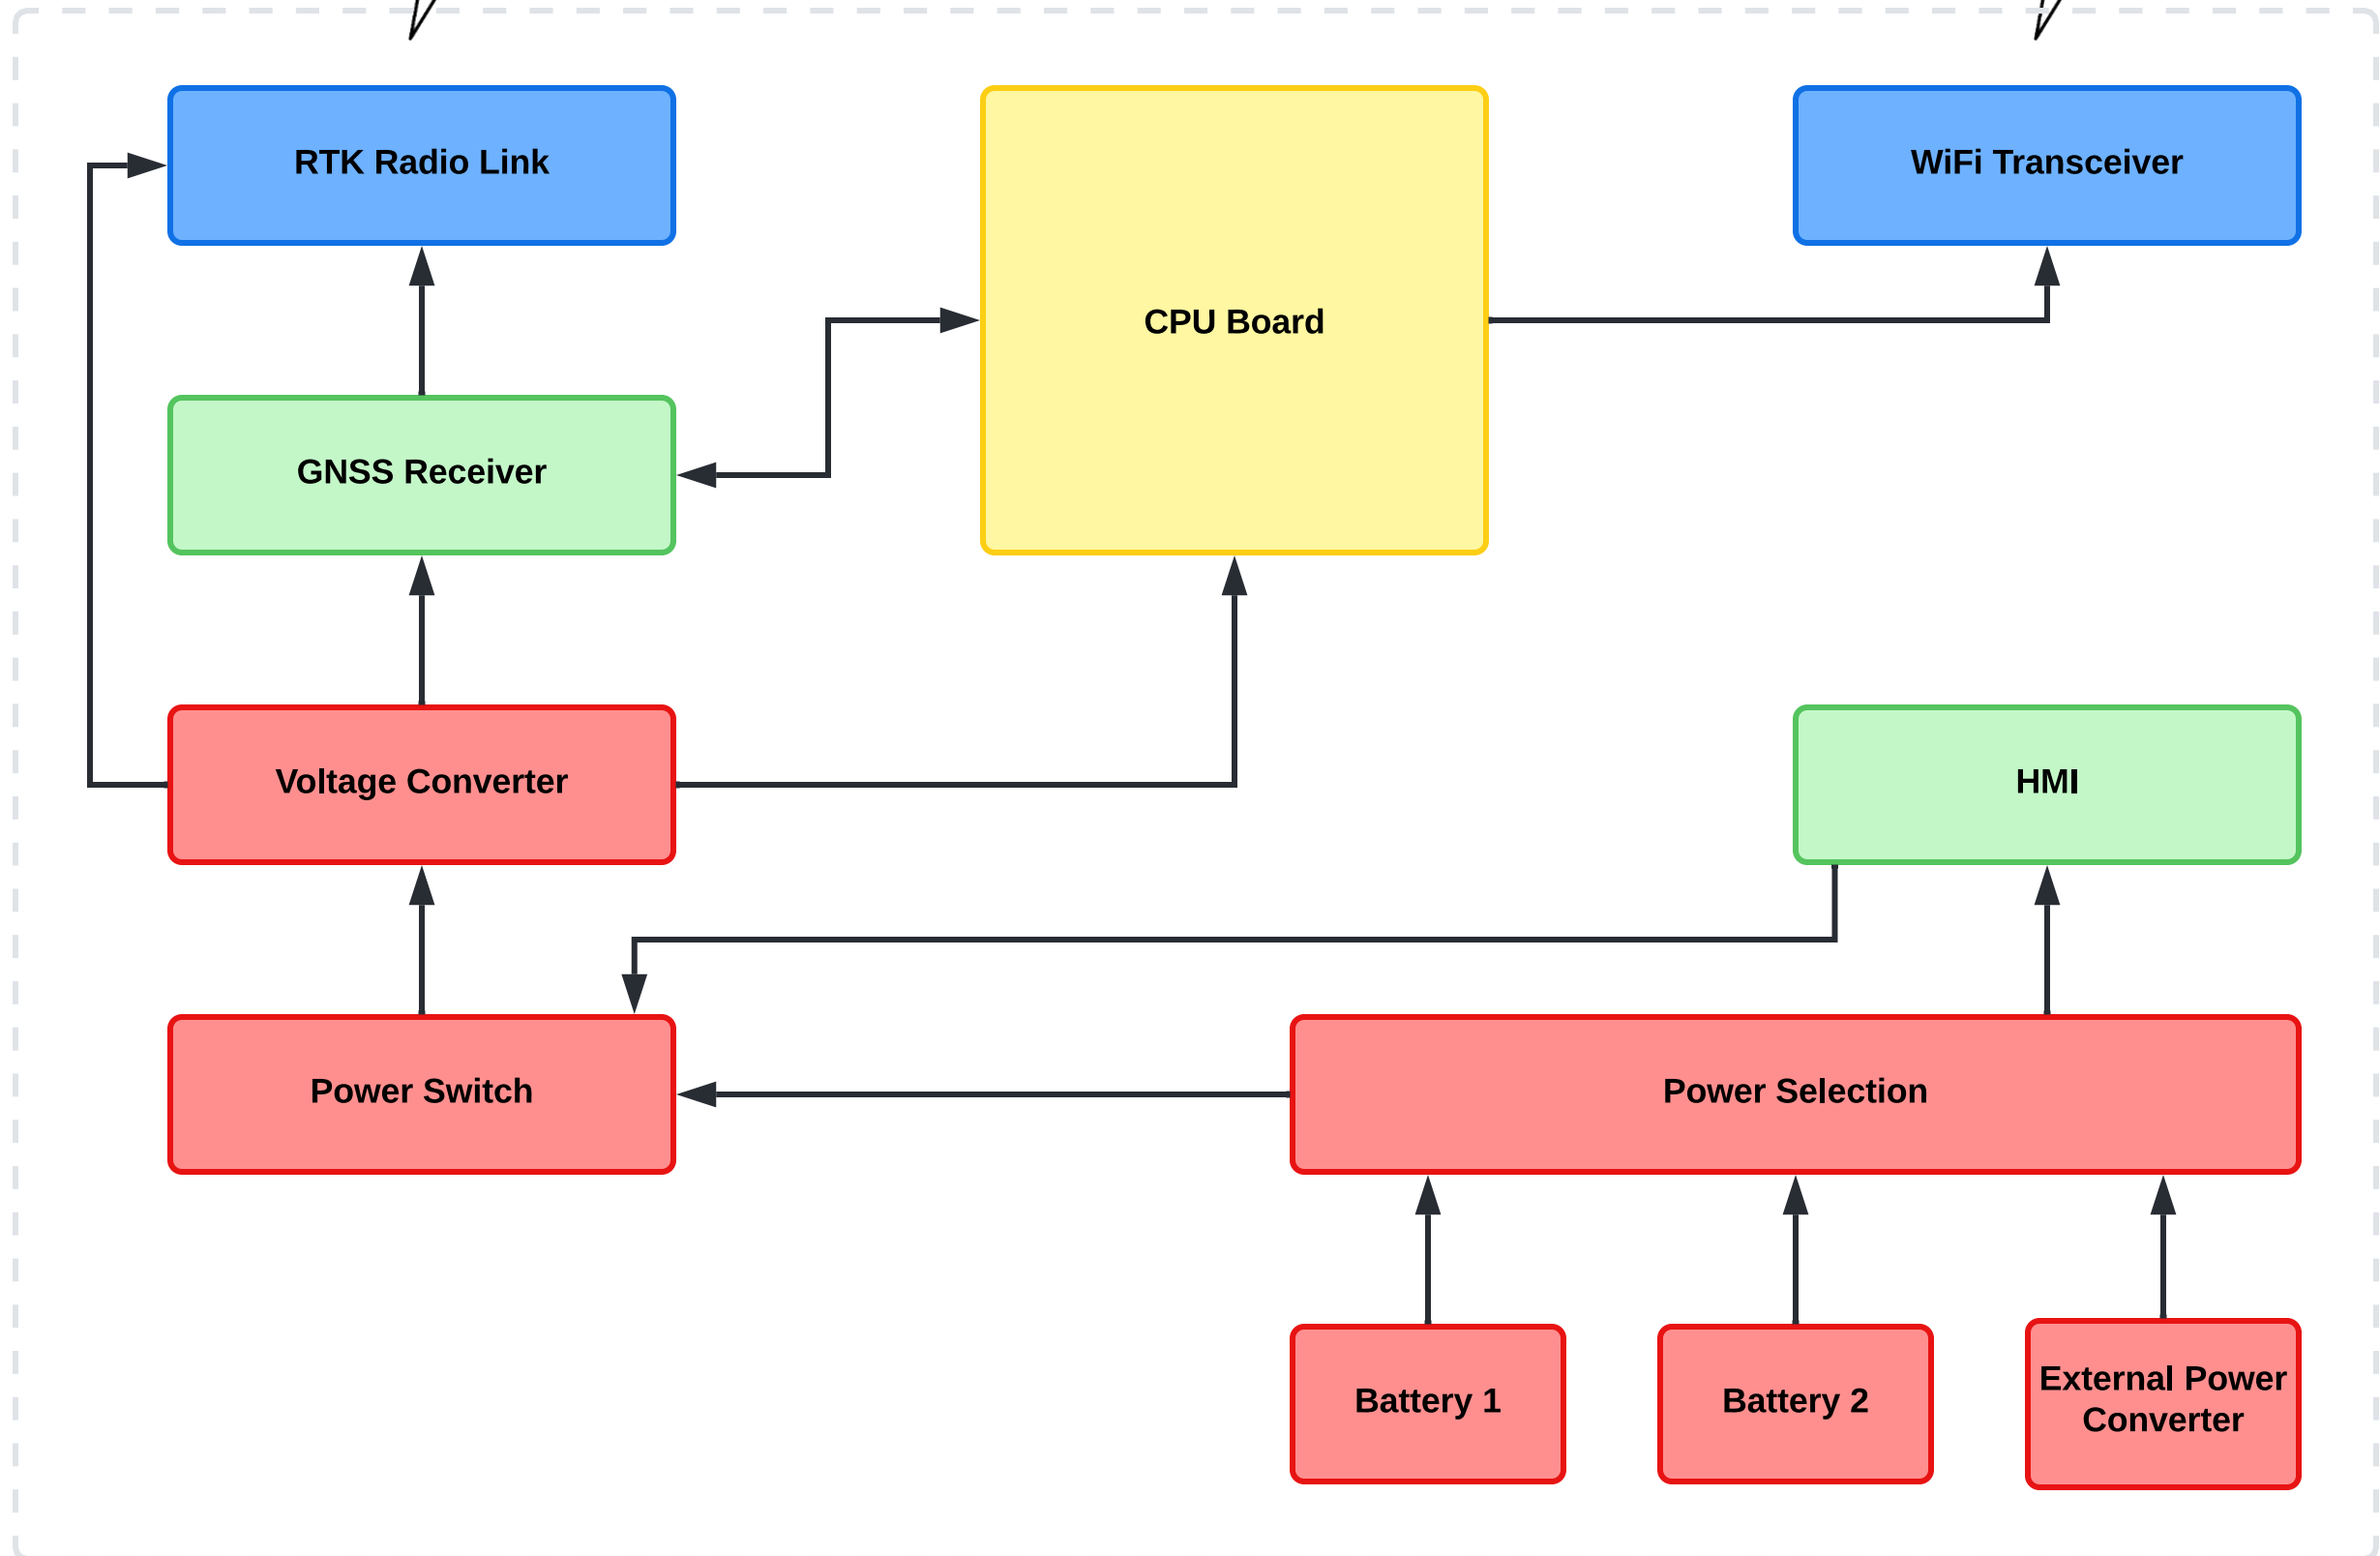 RTK Radio Link
CPU Board
WiFi Transceiver
GNSS Receiver
Voltage Converter
HMI
Power Switch
Power Selection
Battery 1
Battery 2
External Power
Converter